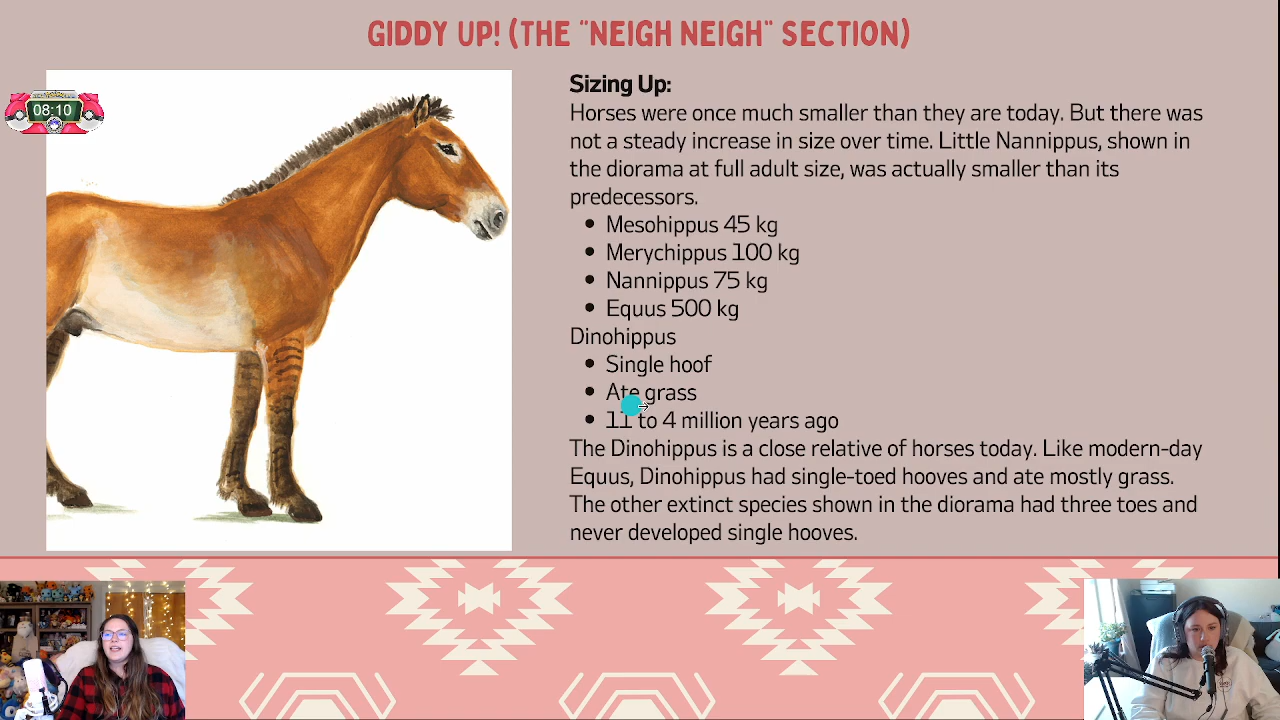 GIDDY UP! (THE "NEIGH NEIGH" SECTION)
08:10
Sizing Up:
Horses were once much smaller than they are today. But there was
not a steady increase in size over time. Little Nannippus, shown in
the diorama at full adult size, was actually smaller than its
predecessors.
• Mesohippus 45 kg
• Merychippus 100 kg
• Nannippus 75 kg
• Equus 500 kg
Dinohippus
• Single hoof
• Ate grass
• 11 to 4 million years ago
The Dinohippus is a close relative of horses today. Like modern-day
Equus, Dinohippus had single-toed hooves and ate mostly grass.
The other extinct species shown in the diorama had three toes and
never developed single hooves.